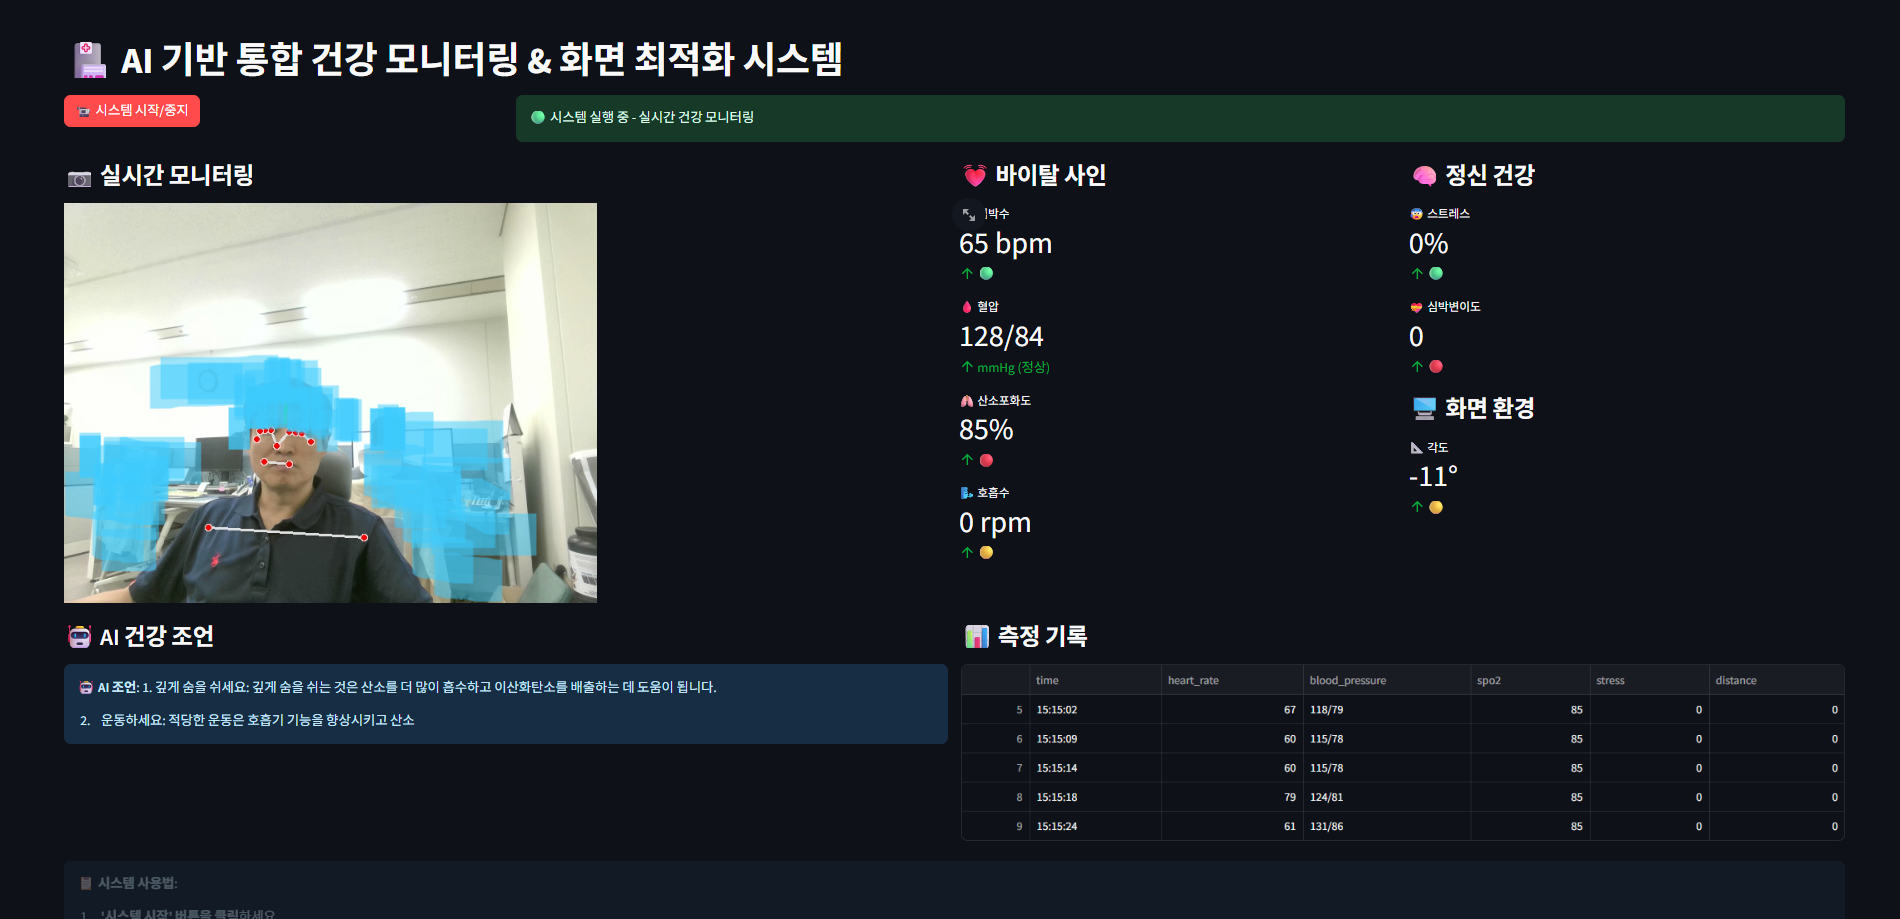 AI 기반 통합 건강 모니터링 & 화면 최적화 시스템
시스템 시작/중지
시스템 실행 중 - 실시간 건강 모니터링
실시간 모니터링
바이탈 사인
박수
65 bpm
혈압
128/84
mmHg (정상)
산소포화도
85%
호흡수
0 rpm
정신 건강
스트레스
0%
심박변이도
0
화면 환경
각도
-11°
AI 건강 조언
AI 조언: 1. 깊게 숨을 쉬세요: 깊게 숨을 쉬는 것은 산소를 더 많이 흡수하고 이산화탄소를 배출하는 데 도움이 됩니다.
2. 운동하세요: 적당한 운동은 호흡기 기능을 향상시키고 산소
측정 기록
time heart_rate blood_pressure spo2 stress distance
5 15:15:02 67 118/79 85 0 0
6 15:15:09 60 115/78 85 0 0
7 15:15:14 60 115/78 85 0 0
8 15:15:18 79 124/81 85 0 0
9 15:15:24 61 131/86 85 0 0
시스템 사용법:
1. '시스템 시작' 버튼을 클릭하세요